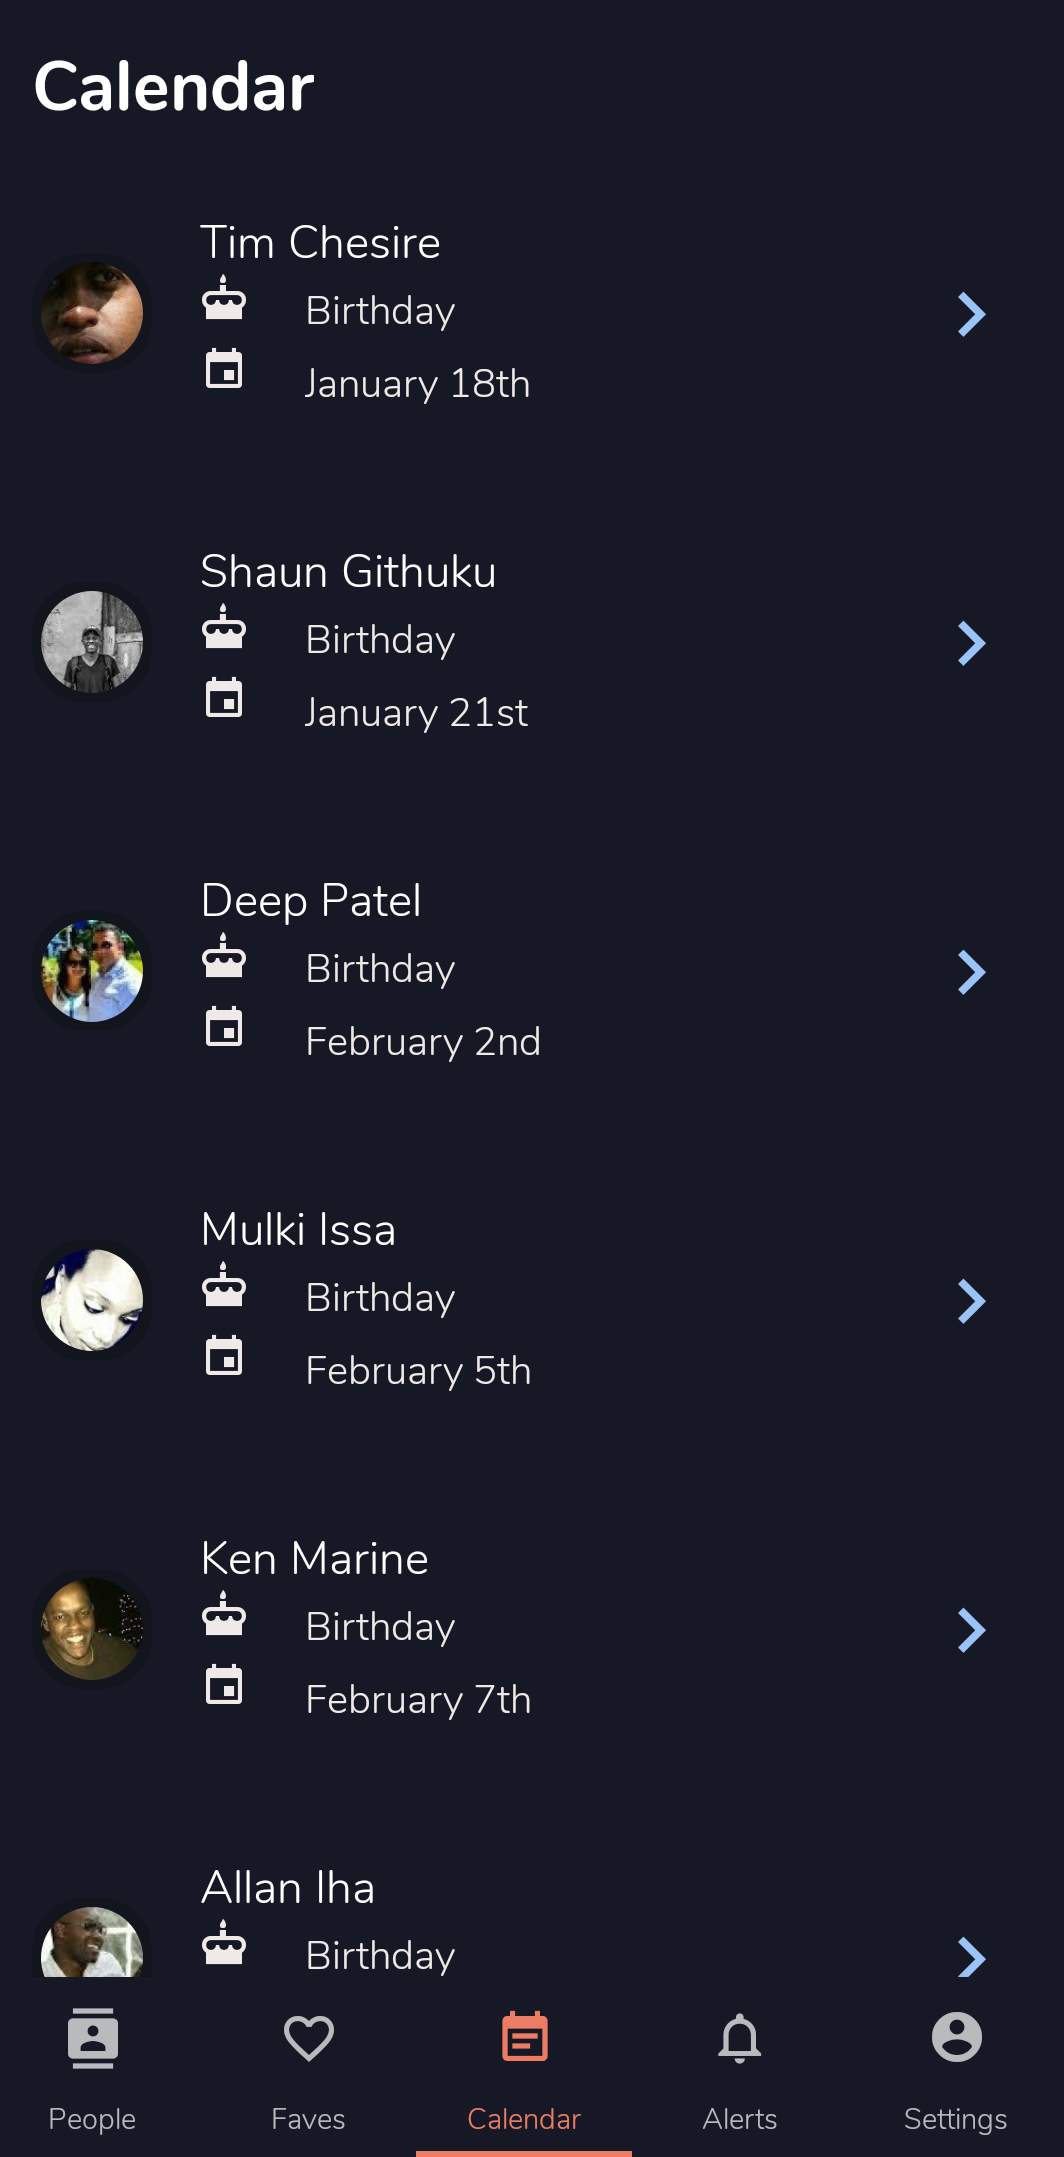 Calendar
Tim Chesire
Birthday
January 18th
Shaun Githuku
Birthday
January 21st
Deep Patel
Birthday
February 2nd
Mulki Issa
Birthday
February 5th
Ken Marine
Birthday
February 7th
Allan Iha
Birthday
People Faves Calendar Alerts Settings